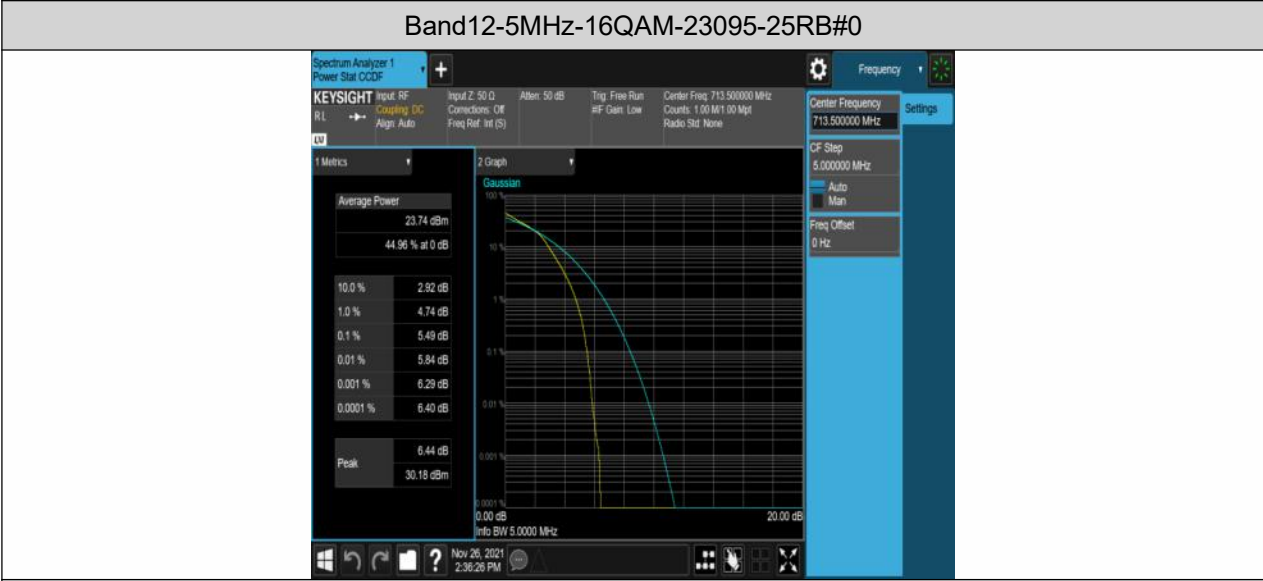 Band12-5MHz-16QAM-23095-25RB#0
Spectrum Analyzer 1
Power Stat CCDF
+
Frequency
KEYSIGHT
R L
LM
Input: RF
Coupling: DC
Align: Auto
Input Z: 50 Ω
Corrections: Off
Freq Ref: Int (S)
Atten: 50 dB
Trig: Free Run
#IF Gain: Low
Center Freq: 713.500000 MHz
Counts: 1.00 M/1.00 Mpt
Radio Std: None
Center Frequency
713.500000 MHz
Settings
CF Step
5.000000 MHz
Auto
Man
Freq Offset
0 Hz
1 Metrics
Average Power
23.74 dBm
44.96 % at 0 dB
10.0 % 2.92 dB
1.0 % 4.74 dB
0.1 % 5.49 dB
0.01 % 5.84 dB
0.001 % 6.29 dB
0.0001 % 6.40 dB
Peak
6.44 dB
30.18 dBm
2 Graph
Gaussian
100 %
10 %
1 %
0.1 %
0.01 %
0.001 %
0.0001 %
0.00 dB 20.00 dB
Info BW 5.0000 MHz
?
Nov 26, 2021
2:36:26 PM